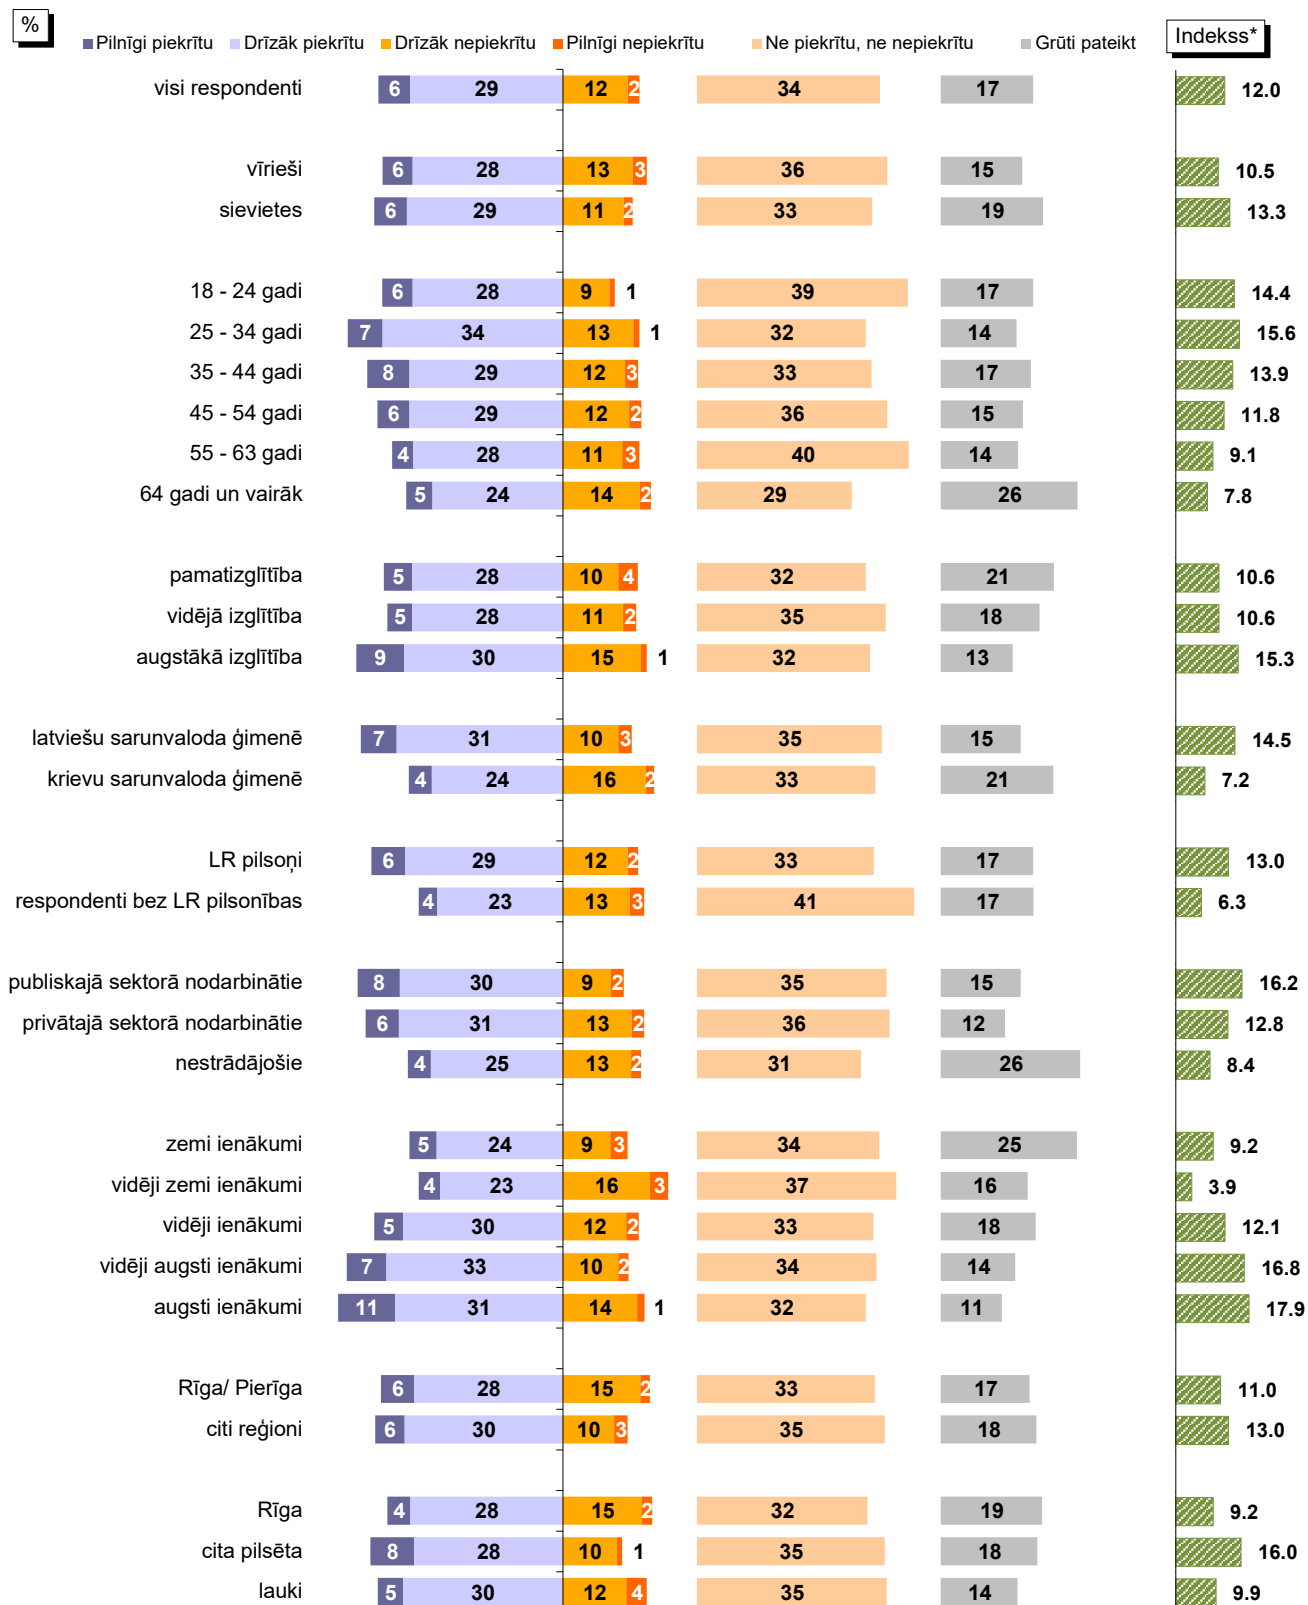 %
Pilnīgi piekrītu Drīzāk piekrītu Drīzāk nepiekrītu Pilnīgi nepiekrītu Ne piekrītu, ne nepiekrītu Grūti pateikt Indekss*
visi respondenti 6 29 12 2 34 17 12.0
vīrieši 6 28 13 3 36 15 10.5
sievietes 6 29 11 2 33 19 13.3
18 - 24 gadi 6 28 9 1 39 17 14.4
25 - 34 gadi 7 34 13 1 32 14 15.6
35 - 44 gadi 8 29 12 3 33 17 13.9
45 - 54 gadi 6 29 12 2 36 15 11.8
55 - 63 gadi 4 28 11 3 40 14 9.1
64 gadi un vairāk 5 24 14 2 29 26 7.8
pamatizglītība 5 28 10 4 32 21 10.6
vidējā izglītība 5 28 11 2 35 18 10.6
augstākā izglītība 9 30 15 1 32 13 15.3
latviešu sarunvaloda ģimenē 7 31 10 3 35 15 14.5
krievu sarunvaloda ģimenē 4 24 16 2 33 21 7.2
LR pilsoņi 6 29 12 2 33 17 13.0
respondenti bez LR pilsonības 4 23 13 3 41 17 6.3
publiskajā sektorā nodarbinātie 8 30 9 2 35 15 16.2
privātajā sektorā nodarbinātie 6 31 13 2 36 12 12.8
nestrādājošie 4 25 13 2 31 26 8.4
zemi ienākumi 5 24 9 3 34 25 9.2
vidēji zemi ienākumi 4 23 16 3 37 16 3.9
vidēji ienākumi 5 30 12 2 33 18 12.1
vidēji augsti ienākumi 7 33 10 2 34 14 16.8
augsti ienākumi 11 31 14 1 32 11 17.9
Rīga/ Pierīga 6 28 15 2 33 17 11.0
citi reģioni 6 30 10 3 35 18 13.0
Rīga 4 28 15 2 32 19 9.2
cita pilsēta 8 28 10 1 35 18 16.0
lauki 5 30 12 4 35 14 9.9